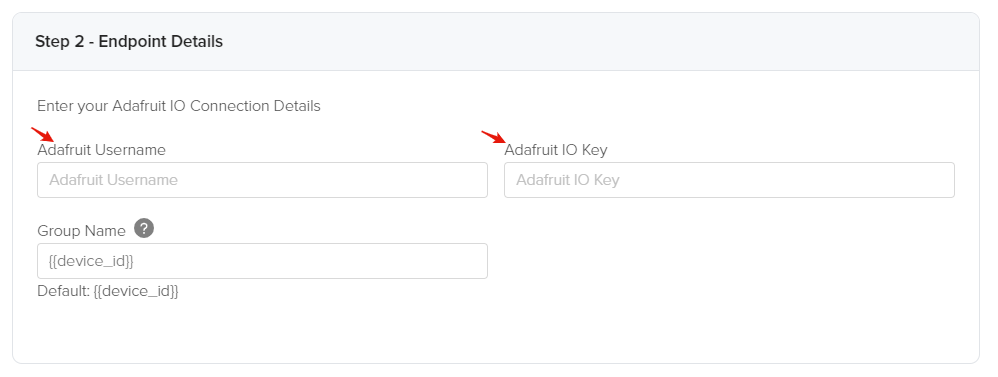 Step 2 - Endpoint Details
Enter your Adafruit IO Connection Details
Adafruit Username
Adafruit IO Key
Adafruit Username
Adafruit IO Key
Group Name ?
{{device_id}}
Default: {{device_id}}